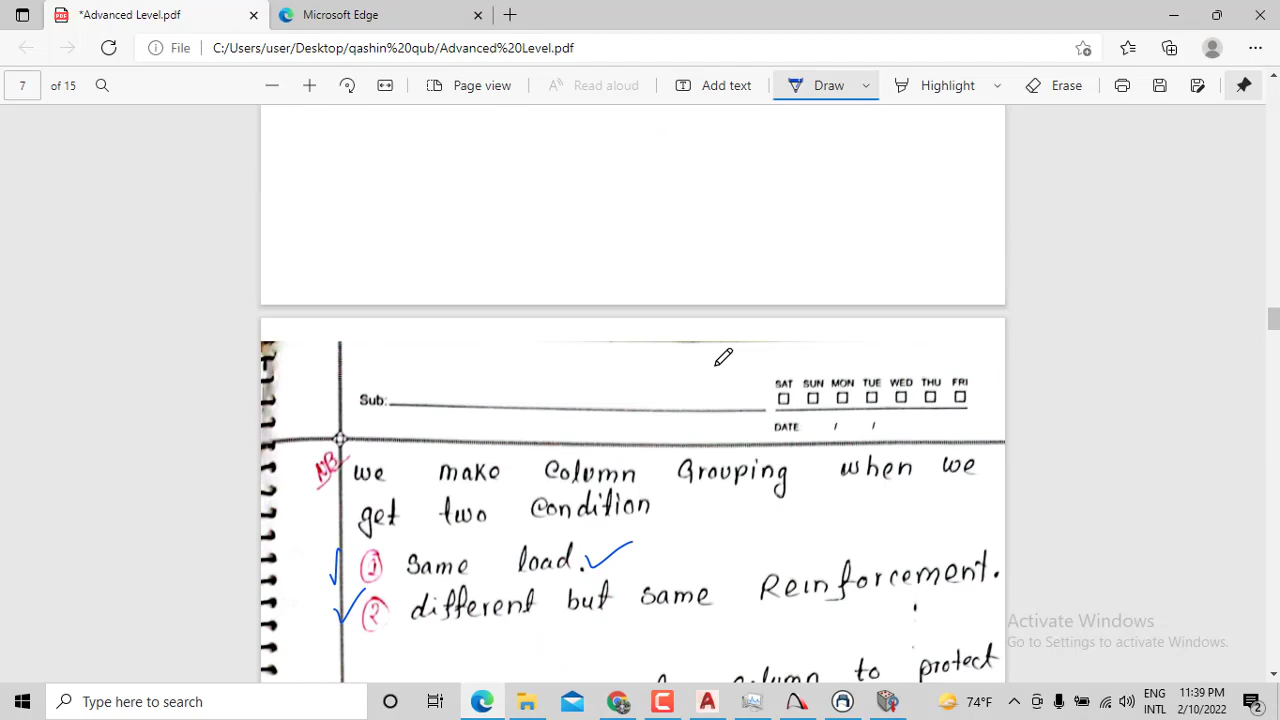 *Advanced Level.pdf
Microsoft Edge
File
C:/Users/user/Desktop/qashin%20qub/Advanced%20Level.pdf
7 of 15
Page view
Read aloud
Add text
Draw
Highlight
Erase
Sub:
SAT SUN MON TUE WED THU FRI
DATE / /
NB we make Column Grouping when we
get two Condition
1 Same load.
2 different but same Reinforcement.
column to protect
Activate Windows
Go to Settings to activate Windows.
Type here to search
74°F
ENG
INTL
11:39 PM
2/10/2022
2